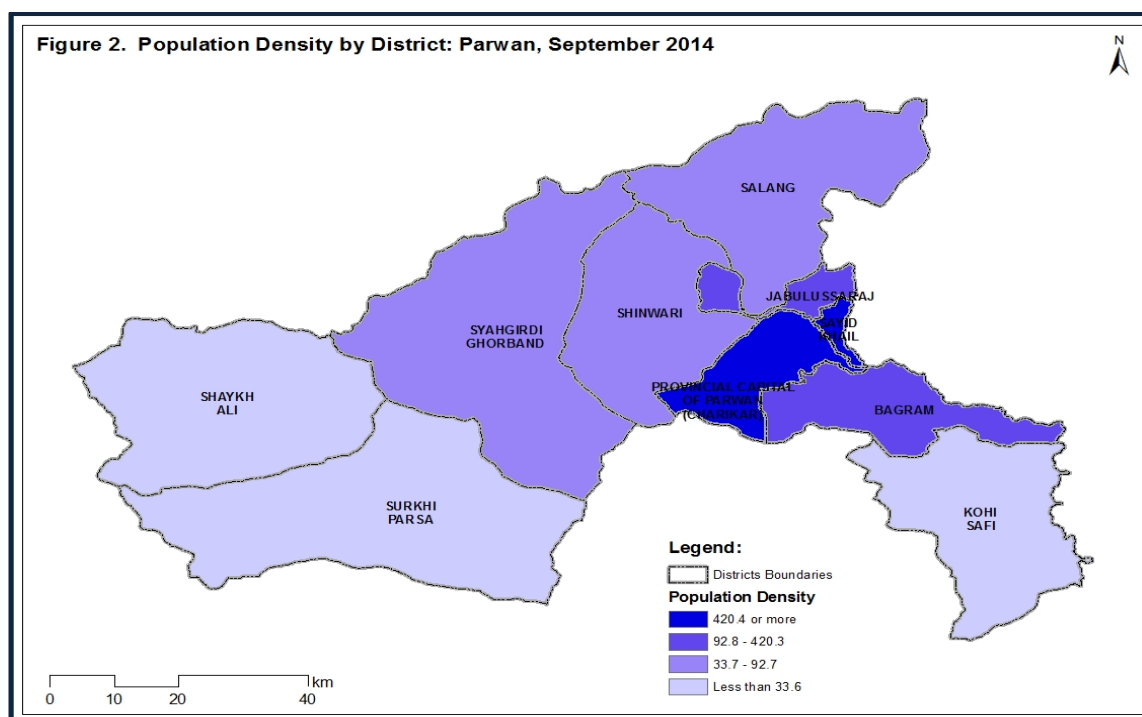 Figure 2. Population Density by District: Parwan, September 2014
N
SALANG
JABULUSSARAJ
SHINWARI
SAYID
KHAIL
SYAHGIRDI
GHORBAND
PROVINCIAL CAPITAL
OF PARWAN
(CHARIKAR)
SHAYKH
ALI
BAGRAM
SURKHI
PARSA
KOHI
SAFI
Legend:
Districts Boundaries
Population Density
420.4 or more
92.8 - 420.3
33.7 - 92.7
Less than 33.6
km
0 10 20 40